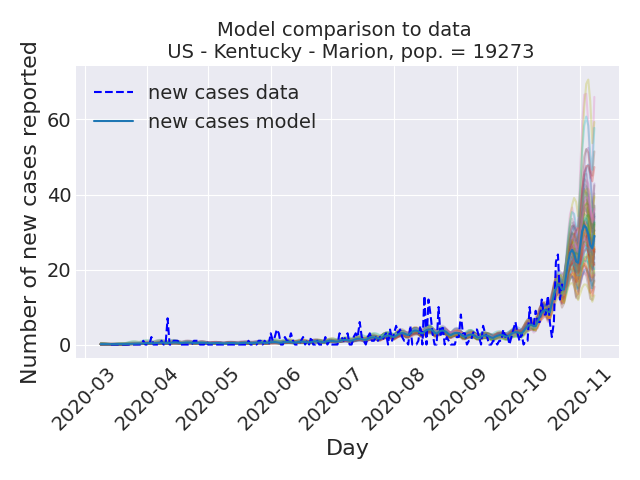 Model comparison to data
US - Kentucky - Marion, pop. = 19273
new cases data
new cases model
Number of new cases reported
60
40
20
0
2020-03
2020-04
2020-05
2020-06
2020-07
2020-08
2020-09
2020-10
2020-11
Day